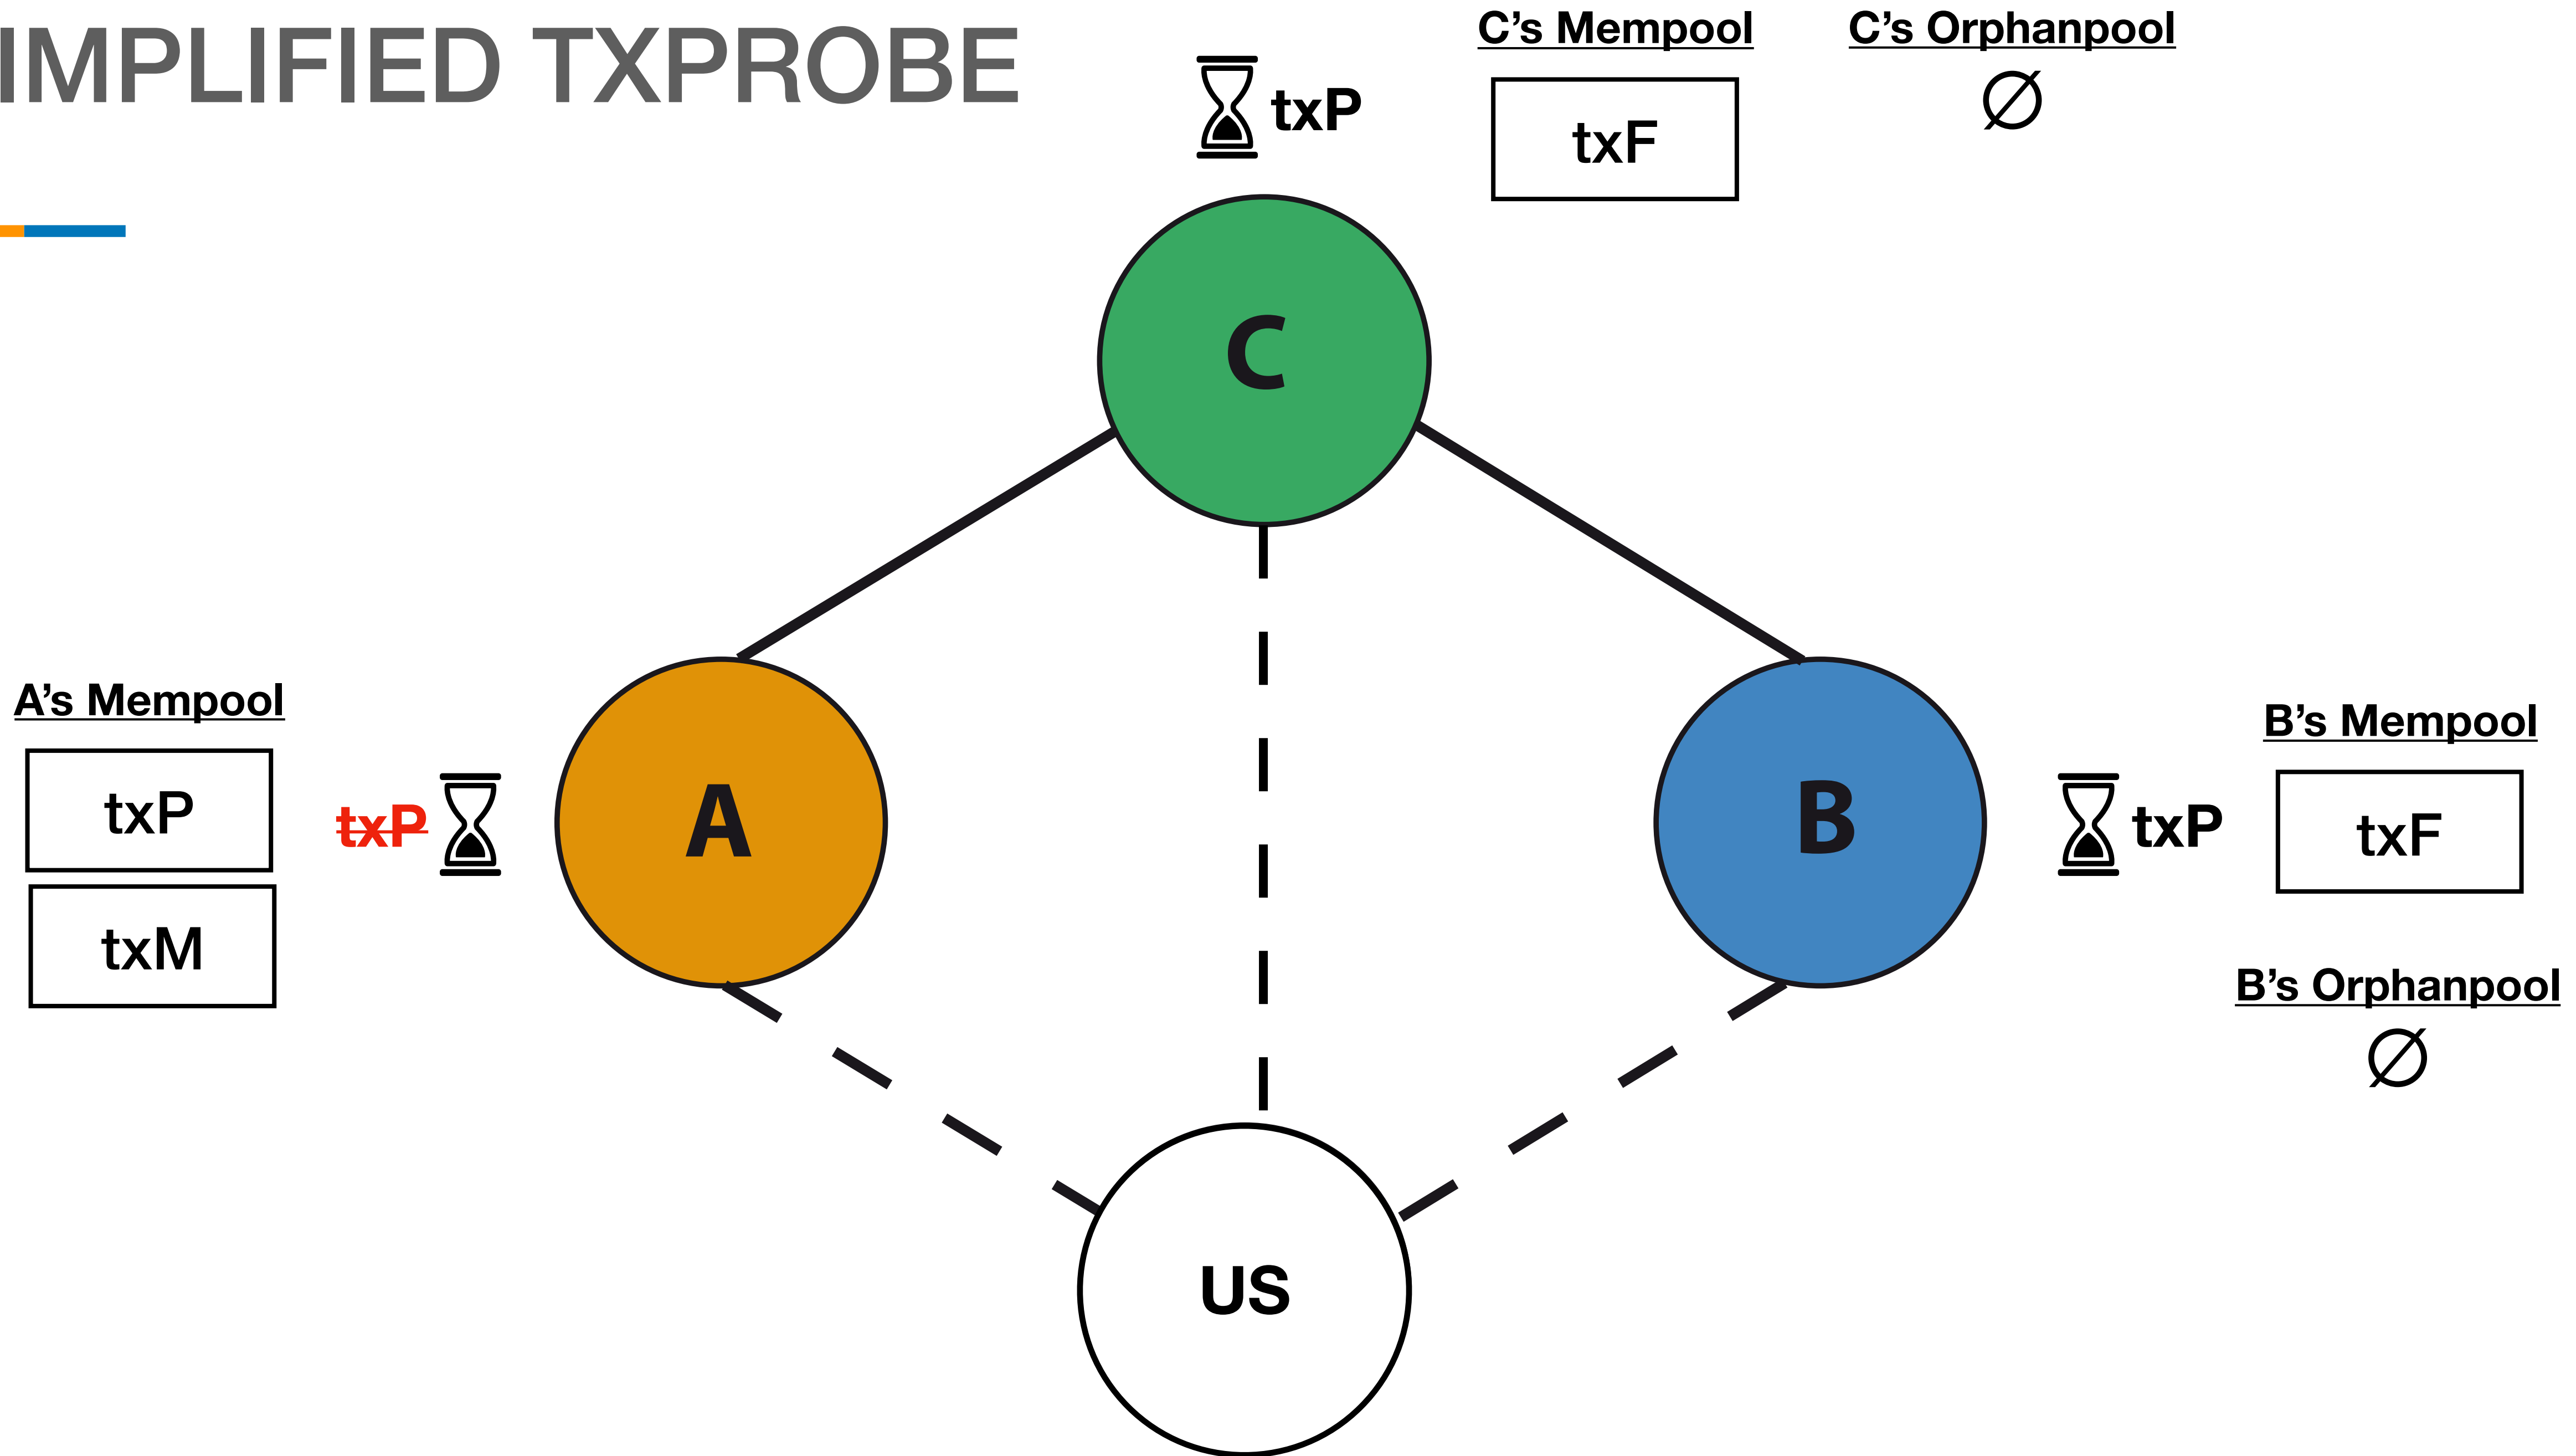 IMPLIFIED TXPROBE
C's Mempool
C's Orphanpool
txP
txF
∅
C
A's Mempool
txP
txM
txP
A
B
txP
B's Mempool
txF
B's Orphanpool
∅
US